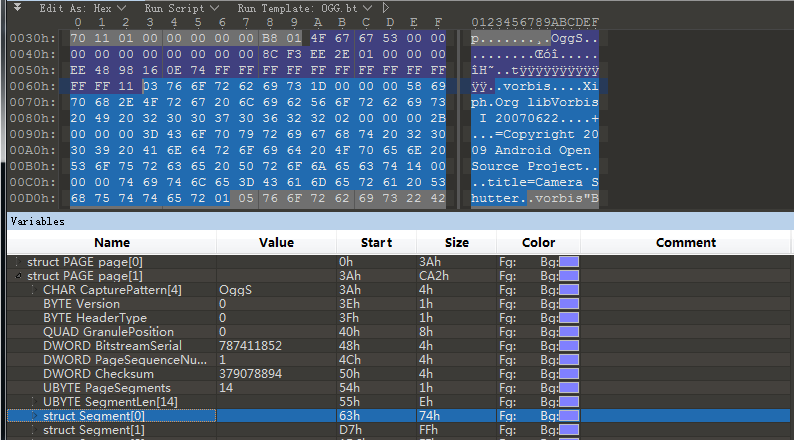 Edit As: Hex Run Script Run Template: OGG.bt
0 1 2 3 4 5 6 7 8 9 A B C D E F 0123456789ABCDEF
0030h: 70 11 01 00 00 00 00 00 B8 01 4F 67 67 53 00 00 p.......¸.OggS..
0040h: 00 00 00 00 00 00 00 00 8C F3 EE 2E 01 00 00 00 ........Œóî.....
0050h: EE 48 98 16 0E 74 FF FF FF FF FF FF FF FF FF FF îH˜..tÿÿÿÿÿÿÿÿÿÿ
0060h: FF FF 11 03 76 6F 72 62 69 73 1D 00 00 00 58 69 ÿÿ..vorbis....Xi
0070h: 70 68 2E 4F 72 67 20 6C 69 62 56 6F 72 62 69 73 ph.Org libVorbis
0080h: 20 49 20 32 30 30 37 30 36 32 32 02 00 00 00 2B I 20070622....+
0090h: 00 00 00 3D 43 6F 70 79 72 69 67 68 74 20 32 30 ...=Copyright 20
00A0h: 30 39 20 41 6E 64 72 6F 69 64 20 4F 70 65 6E 20 09 Android Open
00B0h: 53 6F 75 72 63 65 20 50 72 6F 6A 65 63 74 14 00 Source Project..
00C0h: 00 00 74 69 74 6C 65 3D 43 61 6D 65 72 61 20 53 ..title=Camera S
00D0h: 68 75 74 74 65 72 01 05 76 6F 72 62 69 73 22 42 hutter..vorbis"B
Variables
Name Value Start Size Color Comment
struct PAGE page[0] 0h 3Ah Fg: Bg:
struct PAGE page[1] 3Ah CA2h Fg: Bg:
CHAR CapturePattern[4] OggS 3Ah 4h Fg: Bg:
BYTE Version 0 3Eh 1h Fg: Bg:
BYTE HeaderType 0 3Fh 1h Fg: Bg:
QUAD GranulePosition 0 40h 8h Fg: Bg:
DWORD BitstreamSerial 787411852 48h 4h Fg: Bg:
DWORD PageSequenceNu... 1 4Ch 4h Fg: Bg:
DWORD Checksum 379078894 50h 4h Fg: Bg:
UBYTE PageSegments 14 54h 1h Fg: Bg:
UBYTE SegmentLen[14] 55h Eh Fg: Bg:
struct Segment[0] 63h 74h Fg: Bg:
struct Segment[1] D7h FFh Fg: Bg: